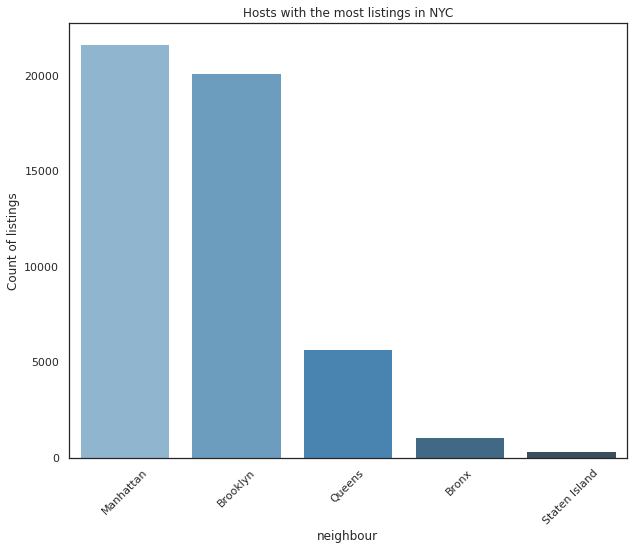 Hosts with the most listings in NYC
Count of listings
20000
15000
10000
5000
0
Manhattan
Brooklyn
Queens
Bronx
Staten Island
neighbour